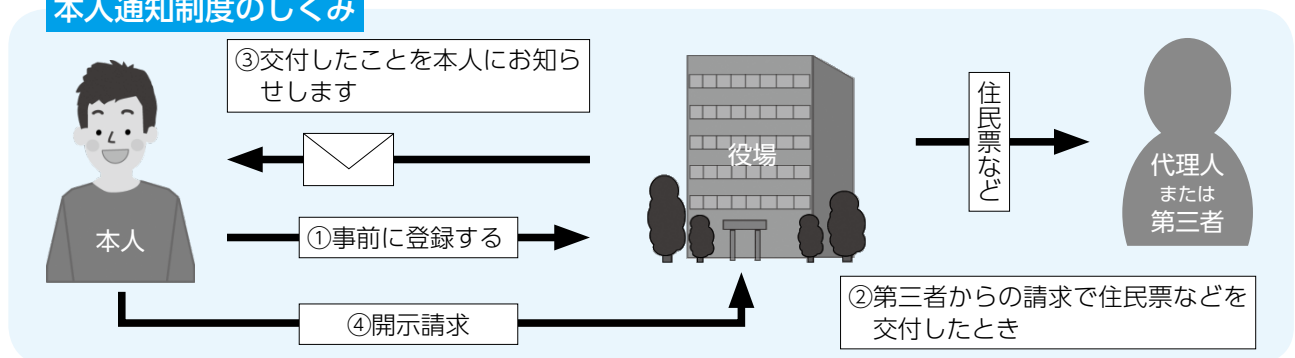 本人通知制度のしくみ
③交付したことを本人にお知ら
せします
役場
住民票など
代理人
または
第三者
本人
①事前に登録する
②第三者からの請求で住民票などを
交付したとき
④開示請求